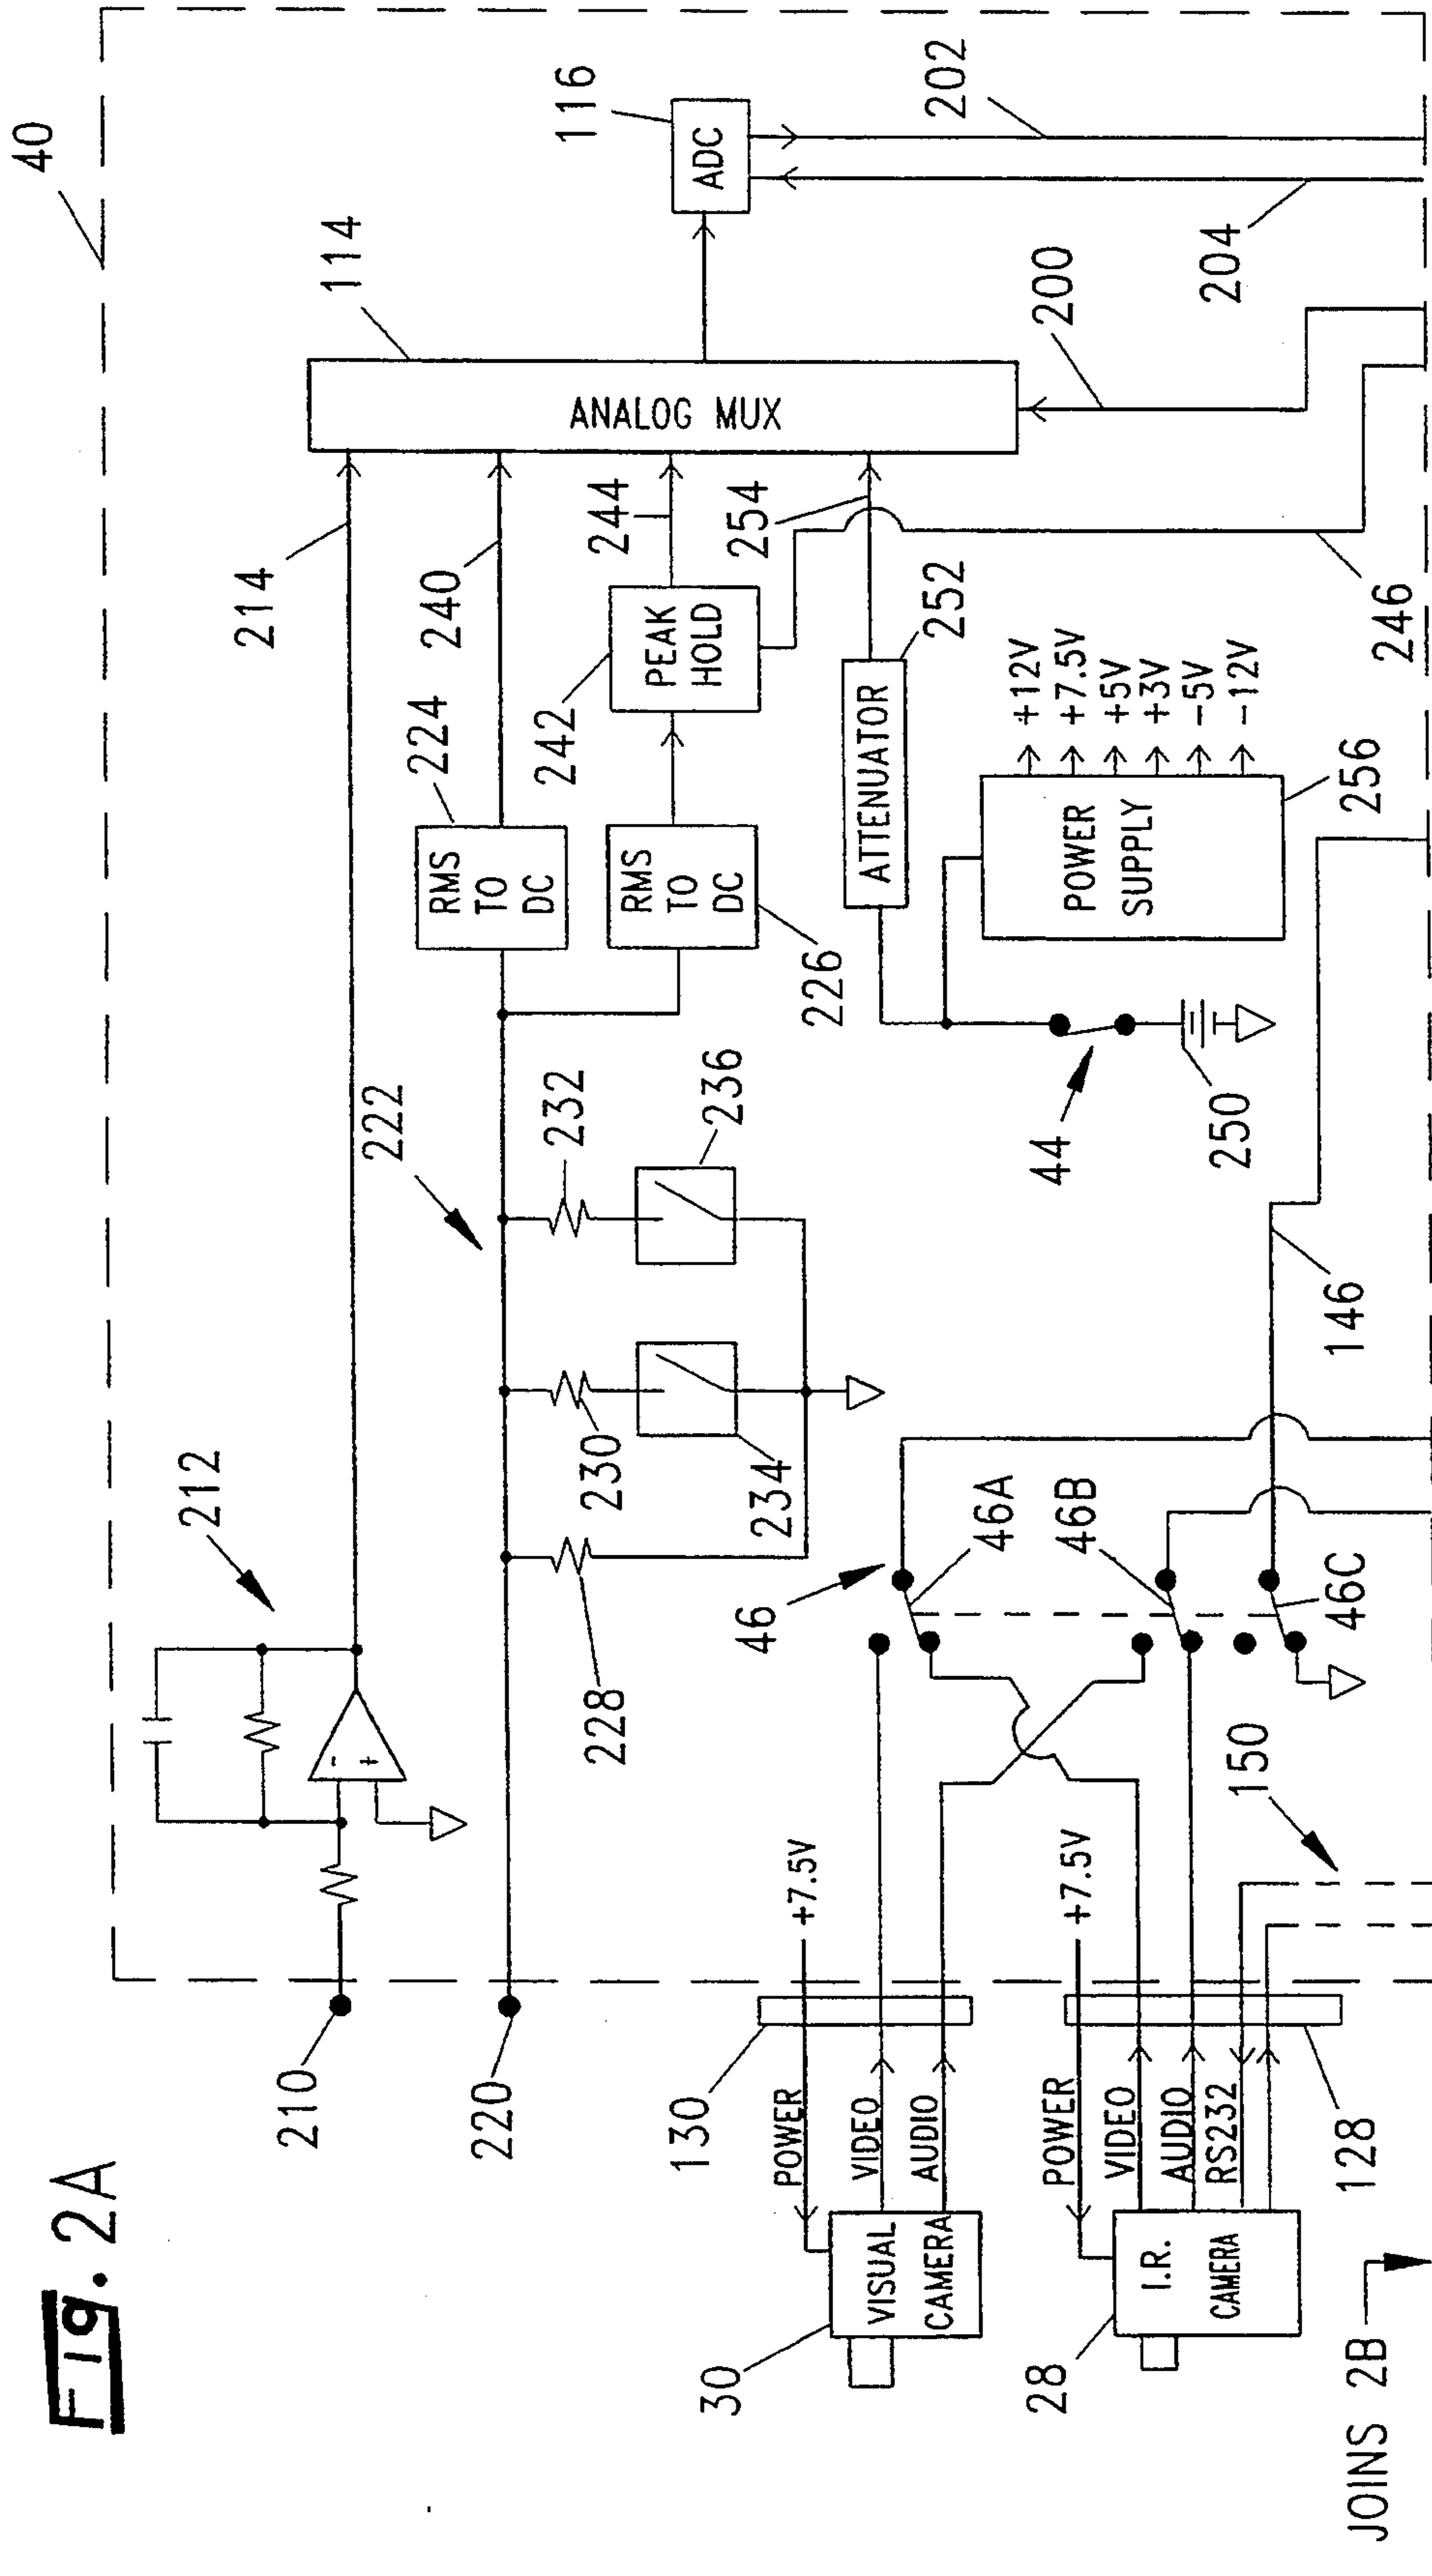 Fig. 2A
40
212
222
214
114
116
210
228
230
232
236
224
240
242
244
254
234
226
252
202
204
200
246
220
RMS
TO
DC
RMS
TO
DC
PEAK
HOLD
ANALOG MUX
ADC
ATTENUATOR
POWER
SUPPLY
+12V
+7.5V
+5V
+3V
-5V
-12V
256
44
250
146
46
46A
46B
46C
150
- +
+7.5V
+7.5V
130
POWER
VIDEO
AUDIO
POWER
VIDEO
AUDIO
RS232
128
VISUAL
CAMERA
I.R.
CAMERA
30
28
JOINS 2B